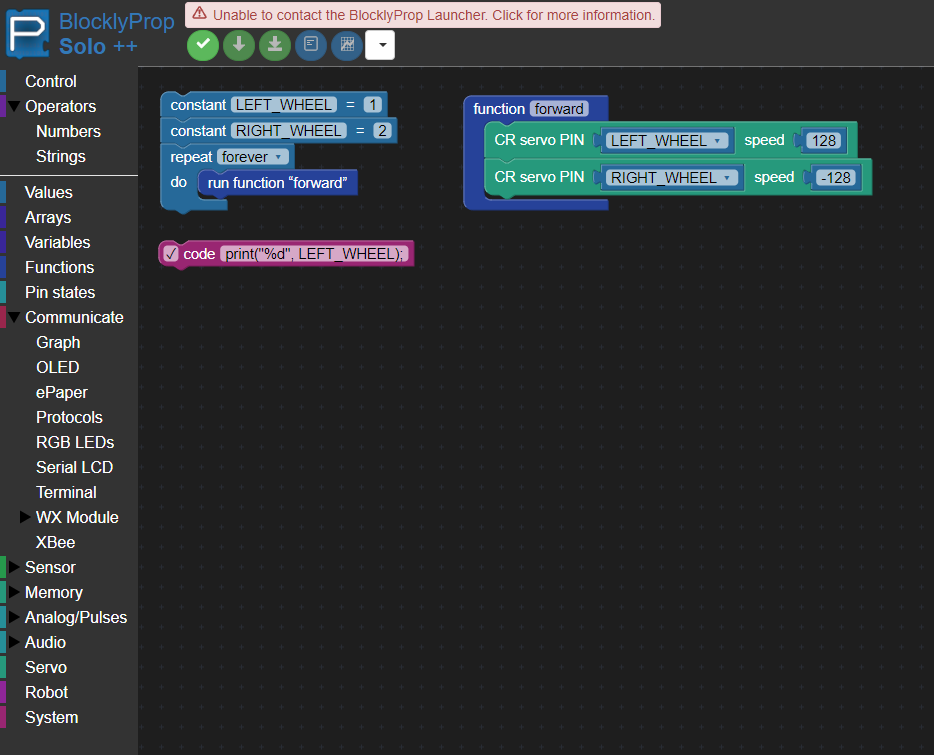 BlocklyProp
Solo ++
Unable to contact the BlocklyProp Launcher. Click for more information.
Control
Operators
Numbers
Strings
Values
Arrays
Variables
Functions
Pin states
Communicate
Graph
OLED
ePaper
Protocols
RGB LEDs
Serial LCD
Terminal
WX Module
XBee
Sensor
Memory
Analog/Pulses
Audio
Servo
Robot
System
constant LEFT_WHEEL = 1
constant RIGHT_WHEEL = 2
repeat forever
do run function “forward”
code print("%d", LEFT_WHEEL);
function forward
CR servo PIN LEFT_WHEEL speed 128
CR servo PIN RIGHT_WHEEL speed -128